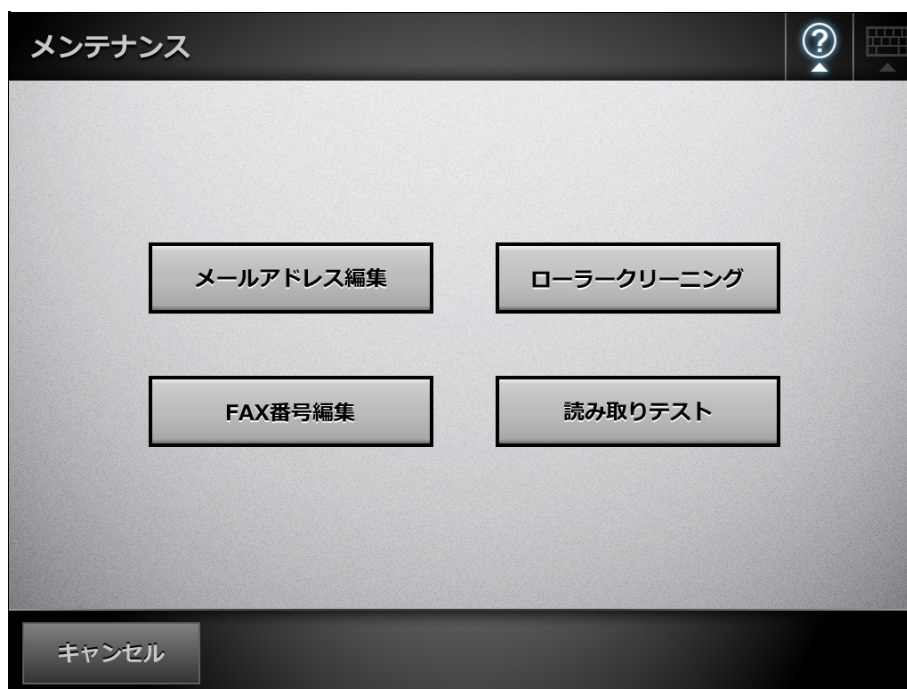 メンテナンス
?
メールアドレス編集
ローラークリーニング
FAX番号編集
読み取りテスト
キャンセル